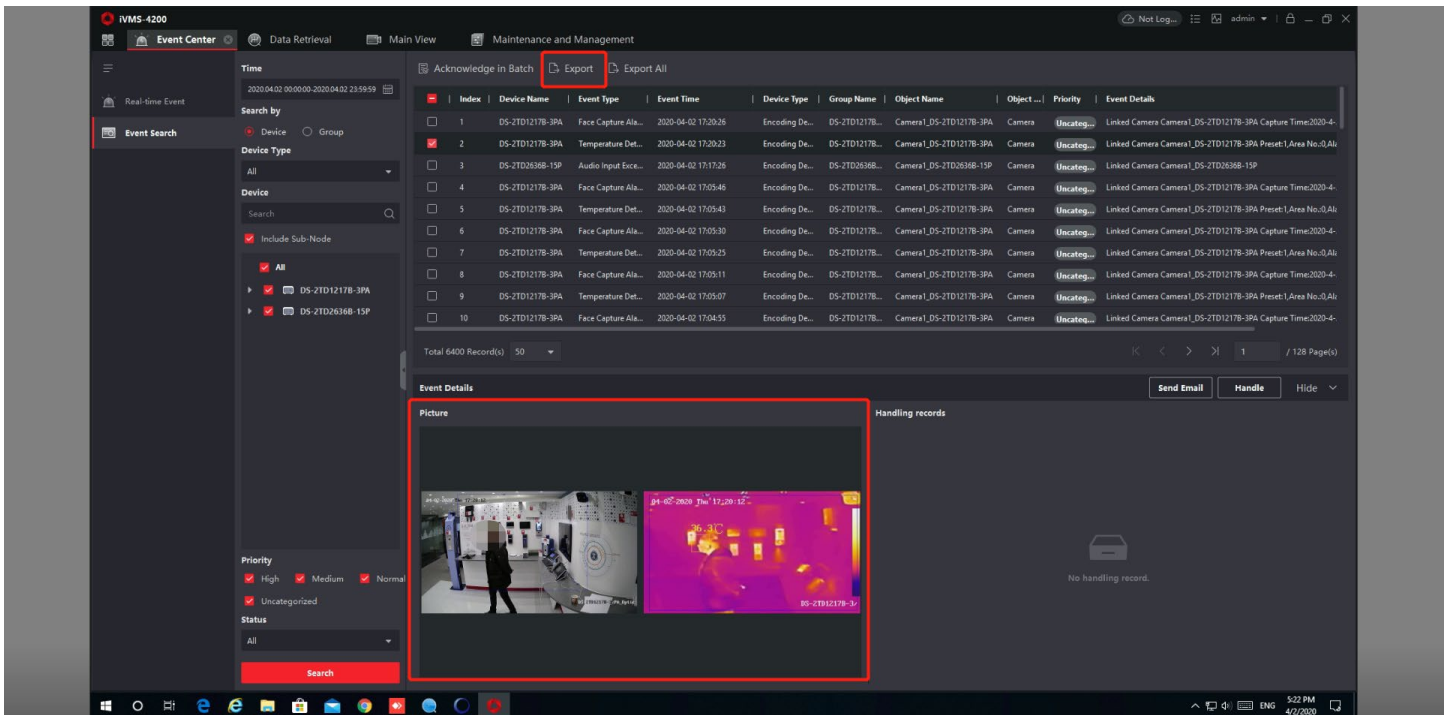 iVMS-4200
Not Log... admin
Event Center Data Retrieval Main View Maintenance and Management
Real-time Event
Event Search
Time
2020.04.02 00:00:00-2020.04.02 23:59:59
Search by
Device Group
Device Type
All
Device
Search
Include Sub-Node
All
DS-2TD1217B-3PA
DS-2TD2636B-15P
Priority
High Medium Normal
Uncategorized
Status
All
Search
Acknowledge in Batch Export Export All
Index Device Name Event Type Event Time Device Type Group Name Object Name Object ... Priority Event Details
1 DS-2TD1217B-3PA Face Capture Ala... 2020-04-02 17:20:26 Encoding De... DS-2TD1217B... Camera1_DS-2TD1217B-3PA Camera Uncateg... Linked Camera Camera1_DS-2TD1217B-3PA Capture Time:2020-4-
2 DS-2TD1217B-3PA Temperature Det... 2020-04-02 17:20:23 Encoding De... DS-2TD1217B... Camera1_DS-2TD1217B-3PA Camera Uncateg... Linked Camera Camera1_DS-2TD1217B-3PA Preset:1,Area No.:0,Ala
3 DS-2TD2636B-15P Audio Input Exce... 2020-04-02 17:17:26 Encoding De... DS-2TD2636B... Camera1_DS-2TD2636B-15P Camera Uncateg... Linked Camera Camera1_DS-2TD2636B-15P
4 DS-2TD1217B-3PA Face Capture Ala... 2020-04-02 17:05:46 Encoding De... DS-2TD1217B... Camera1_DS-2TD1217B-3PA Camera Uncateg... Linked Camera Camera1_DS-2TD1217B-3PA Capture Time:2020-4-
5 DS-2TD1217B-3PA Temperature Det... 2020-04-02 17:05:43 Encoding De... DS-2TD1217B... Camera1_DS-2TD1217B-3PA Camera Uncateg... Linked Camera Camera1_DS-2TD1217B-3PA Preset:1,Area No.:0,Ala
6 DS-2TD1217B-3PA Face Capture Ala... 2020-04-02 17:05:30 Encoding De... DS-2TD1217B... Camera1_DS-2TD1217B-3PA Camera Uncateg... Linked Camera Camera1_DS-2TD1217B-3PA Capture Time:2020-4-
7 DS-2TD1217B-3PA Temperature Det... 2020-04-02 17:05:25 Encoding De... DS-2TD1217B... Camera1_DS-2TD1217B-3PA Camera Uncateg... Linked Camera Camera1_DS-2TD1217B-3PA Preset:1,Area No.:0,Ala
8 DS-2TD1217B-3PA Face Capture Ala... 2020-04-02 17:05:11 Encoding De... DS-2TD1217B... Camera1_DS-2TD1217B-3PA Camera Uncateg... Linked Camera Camera1_DS-2TD1217B-3PA Capture Time:2020-4-
9 DS-2TD1217B-3PA Temperature Det... 2020-04-02 17:05:07 Encoding De... DS-2TD1217B... Camera1_DS-2TD1217B-3PA Camera Uncateg... Linked Camera Camera1_DS-2TD1217B-3PA Preset:1,Area No.:0,Ala
10 DS-2TD1217B-3PA Face Capture Ala... 2020-04-02 17:04:55 Encoding De... DS-2TD1217B... Camera1_DS-2TD1217B-3PA Camera Uncateg... Linked Camera Camera1_DS-2TD1217B-3PA Capture Time:2020-4-
Total 6400 Record(s) 50 1 / 128 Page(s)
Event Details Send Email Handle Hide
Picture Handling records
04-02-2020 Thu 17:20:12
36.3°C
DS-2TD1217B-3/
No handling record.
ENG 5:22 PM
4/2/2020